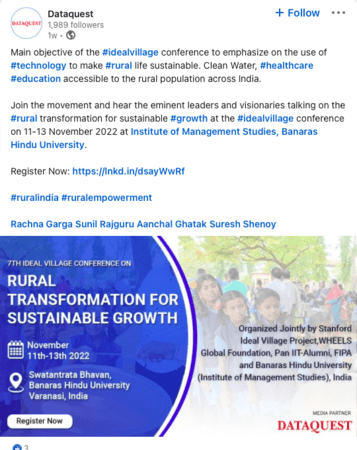 DATAQUEST
Dataquest
+ Follow
1,989 followers
1w •
Main objective of the #idealvillage conference to emphasize on the use of
#technology to make #rural life sustainable. Clean Water, #healthcare
#education accessible to the rural population across India.
Join the movement and hear the eminent leaders and visionaries talking on the
#rural transformation for sustainable #growth at the #idealvillage conference
on 11-13 November 2022 at Institute of Management Studies, Banaras
Hindu University.
Register Now: https://lnkd.in/dsayWwRf
#ruralindia #ruralempowerment
Rachna Garga Sunil Rajguru Aanchal Ghatak Suresh Shenoy
7TH IDEAL VILLAGE CONFERENCE ON
RURAL
TRANSFORMATION FOR
SUSTAINABLE GROWTH
November
11th-13th 2022
Swatantrata Bhavan,
Banaras Hindu University
Varanasi, India
Register Now
Organized Jointly by Stanford
Ideal Village Project,WHEELS
Global Foundation, Pan IIT-Alumni, FIPA
and Banaras Hindu University
(Institute of Management Studies), India
MEDIA PARTNER
DATAQUEST
3